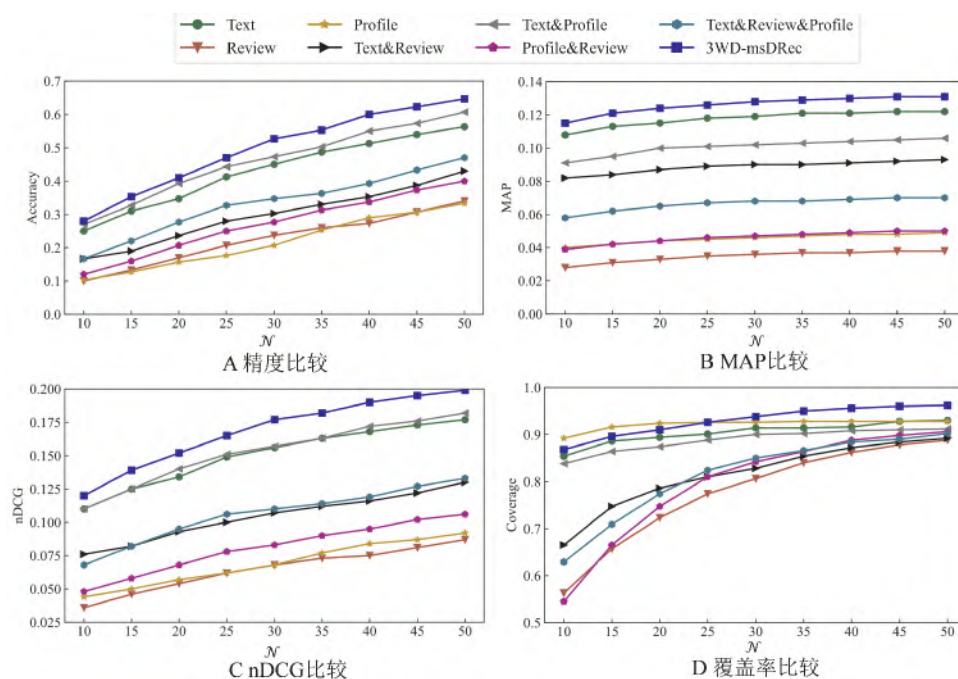 Text Profile Text&Profile Text&Review&Profile
Review Text&Review Profile&Review 3WD-msDRec
Accuracy
0.7
0.6
0.5
0.4
0.3
0.2
0.1
0.0
10 15 20 25 30 35 40 45 50
N
A 精度比较
MAP
0.14
0.12
0.10
0.08
0.06
0.04
0.02
0.00
10 15 20 25 30 35 40 45 50
N
B MAP比较
nDCG
0.200
0.175
0.150
0.125
0.100
0.075
0.050
0.025
10 15 20 25 30 35 40 45 50
N
C nDCG比较
Coverage
1.0
0.9
0.8
0.7
0.6
0.5
10 15 20 25 30 35 40 45 50
N
D 覆盖率比较